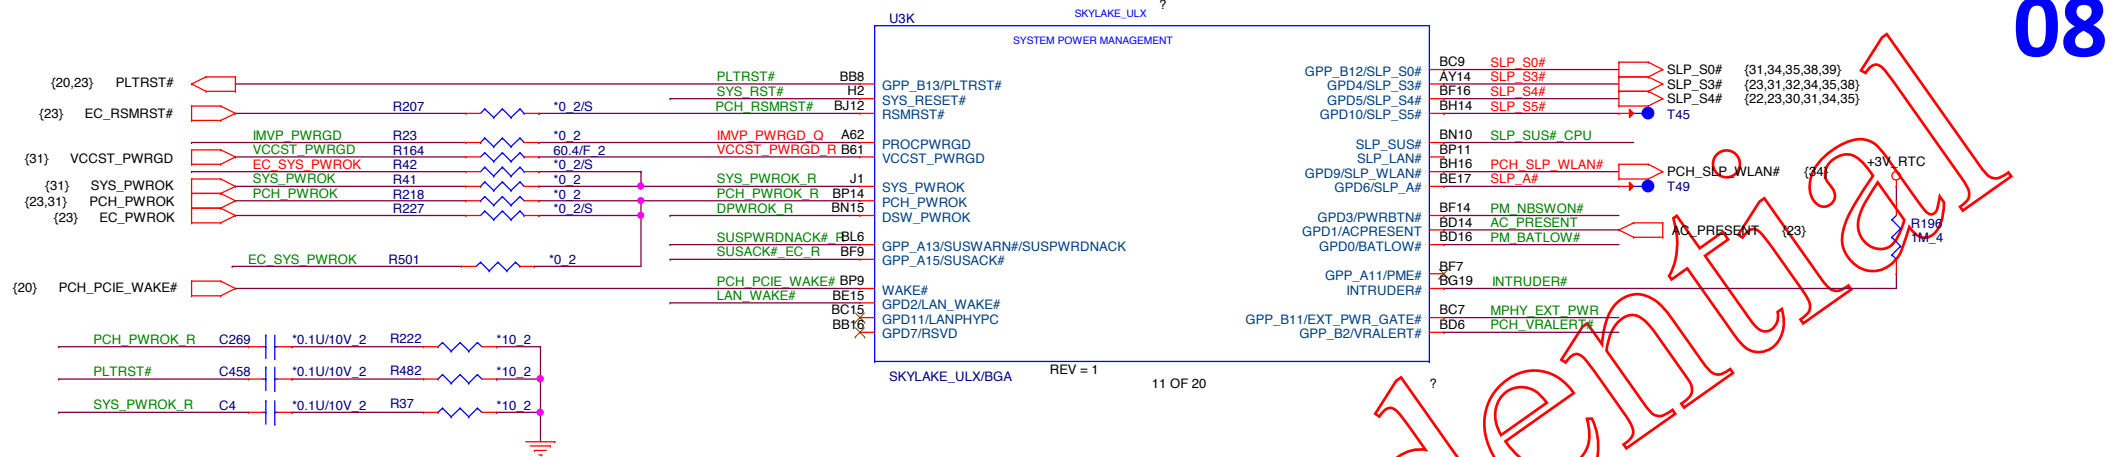 08
?
U3K SKYLAKE_ULX
SYSTEM POWER MANAGEMENT
{20,23} PLTRST# PLTRST# BB8 GPP_B13/PLTRST#
SYS_RST# H2 SYS_RESET#
{23} EC_RSMRST# R207 *0_2/S PCH_RSMRST# BJ12 RSMRST#
IMVP_PWRGD R23 *0_2 IMVP_PWRGD_Q A62 PROCPWRGD
{31} VCCST_PWRGD VCCST_PWRGD R164 60.4/F_2 VCCST_PWRGD_R B61 VCCST_PWRGD
EC_SYS_PWROK R42 *0_2/S
{31} SYS_PWROK SYS_PWROK R41 *0_2 SYS_PWROK_R J1 SYS_PWROK
{23,31} PCH_PWROK PCH_PWROK R218 *0_2 PCH_PWROK_R BP14 PCH_PWROK
{23} EC_PWROK R227 *0_2/S DPWROK_R BN15 DSW_PWROK
SUSPWRDNACK#_R BL6 GPP_A13/SUSWARN#/SUSPWRDNACK
SUSACK#_EC_R BF9 GPP_A15/SUSACK#
EC_SYS_PWROK R501 *0_2
{20} PCH_PCIE_WAKE# PCH_PCIE_WAKE# BP9 WAKE#
LAN_WAKE# BE15 GPD2/LAN_WAKE#
BC15 GPD11/LANPHYPC
BB16 GPD7/RSVD
GPP_B12/SLP_S0# BC9 SLP_S0# SLP_S0# {31,34,35,38,39}
GPD4/SLP_S3# AY14 SLP_S3# SLP_S3# {23,31,32,34,35,38}
GPD5/SLP_S4# BF16 SLP_S4# SLP_S4# {22,23,30,31,34,35}
GPD10/SLP_S5# BH14 SLP_S5# T45
SLP_SUS# BN10 SLP_SUS#_CPU
SLP_LAN# BP11
GPD9/SLP_WLAN# BH16 PCH_SLP_WLAN# PCH_SLP_WLAN# {34}
GPD6/SLP_A# BE17 SLP_A# T49
GPD3/PWRBTN# BF14 PM_NBSWON#
GPD1/ACPRESENT BD14 AC_PRESENT AC_PRESENT {23}
GPD0/BATLOW# BD16 PM_BATLOW#
GPP_A11/PME# BF7
INTRUDER# BG19 INTRUDER#
GPP_B11/EXT_PWR_GATE# BC7 MPHY_EXT_PWR
GPP_B2/VRALERT# BD6 PCH_VRALERT#
+3V_RTC
R196
1M_4
SKYLAKE_ULX/BGA REV = 1 11 OF 20 ?
PCH_PWROK_R C269 *0.1U/10V_2 R222 *10_2
PLTRST# C458 *0.1U/10V_2 R482 *10_2
SYS_PWROK_R C4 *0.1U/10V_2 R37 *10_2
dential